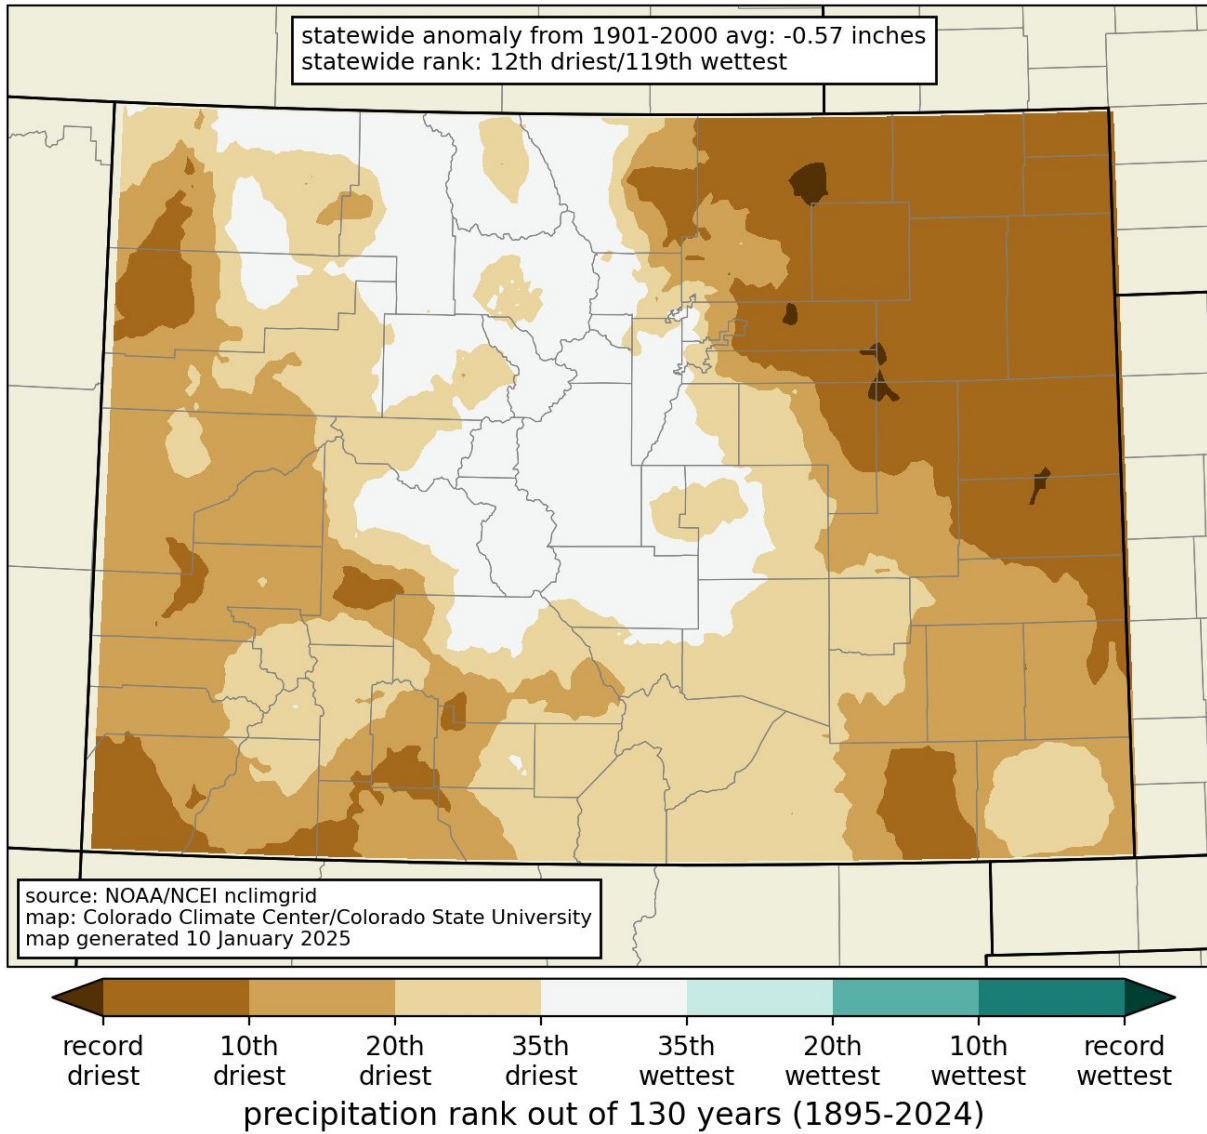 statewide anomaly from 1901-2000 avg: -0.57 inches
statewide rank: 12th driest/119th wettest
source: NOAA/NCEI nclimgrid
map: Colorado Climate Center/Colorado State University
map generated 10 January 2025
record driest
10th driest
20th driest
35th driest
35th wettest
20th wettest
10th wettest
record wettest
precipitation rank out of 130 years (1895-2024)